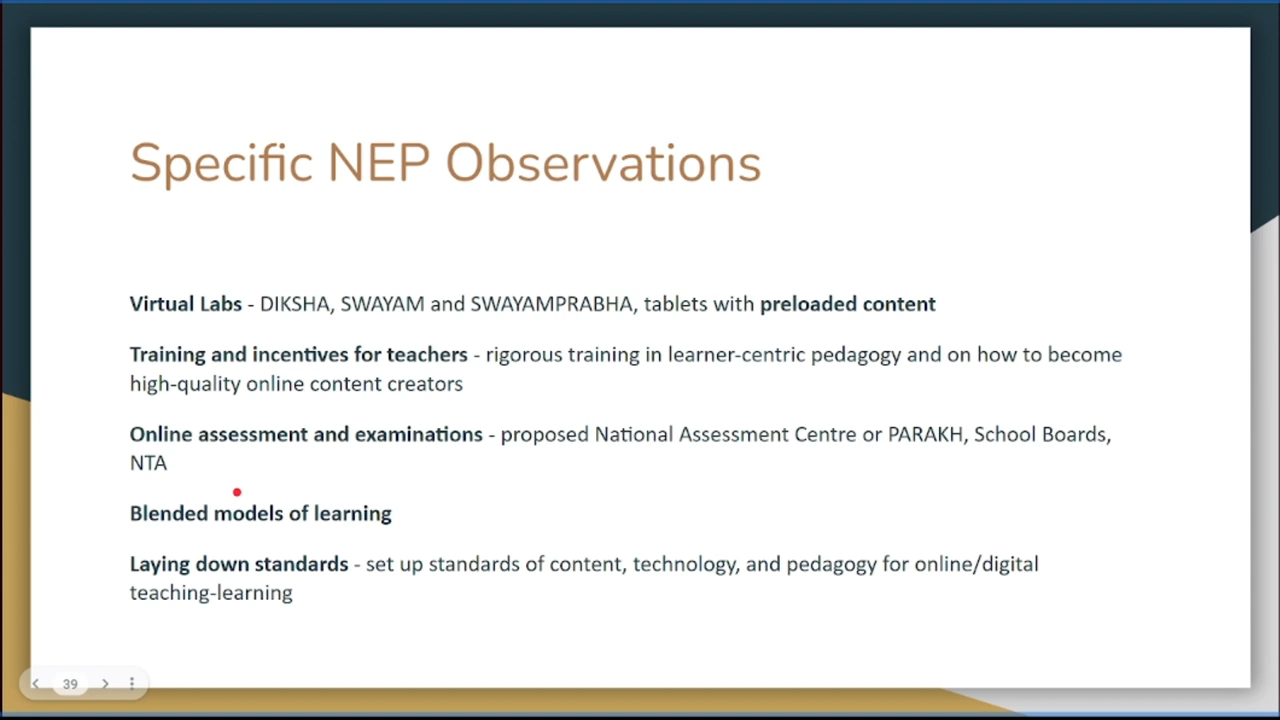 Specific NEP Observations
Virtual Labs - DIKSHA, SWAYAM and SWAYAMPRABHA, tablets with preloaded content
Training and incentives for teachers - rigorous training in learner-centric pedagogy and on how to become
high-quality online content creators
Online assessment and examinations - proposed National Assessment Centre or PARAKH, School Boards,
NTA
Blended models of learning
Laying down standards - set up standards of content, technology, and pedagogy for online/digital
teaching-learning
39